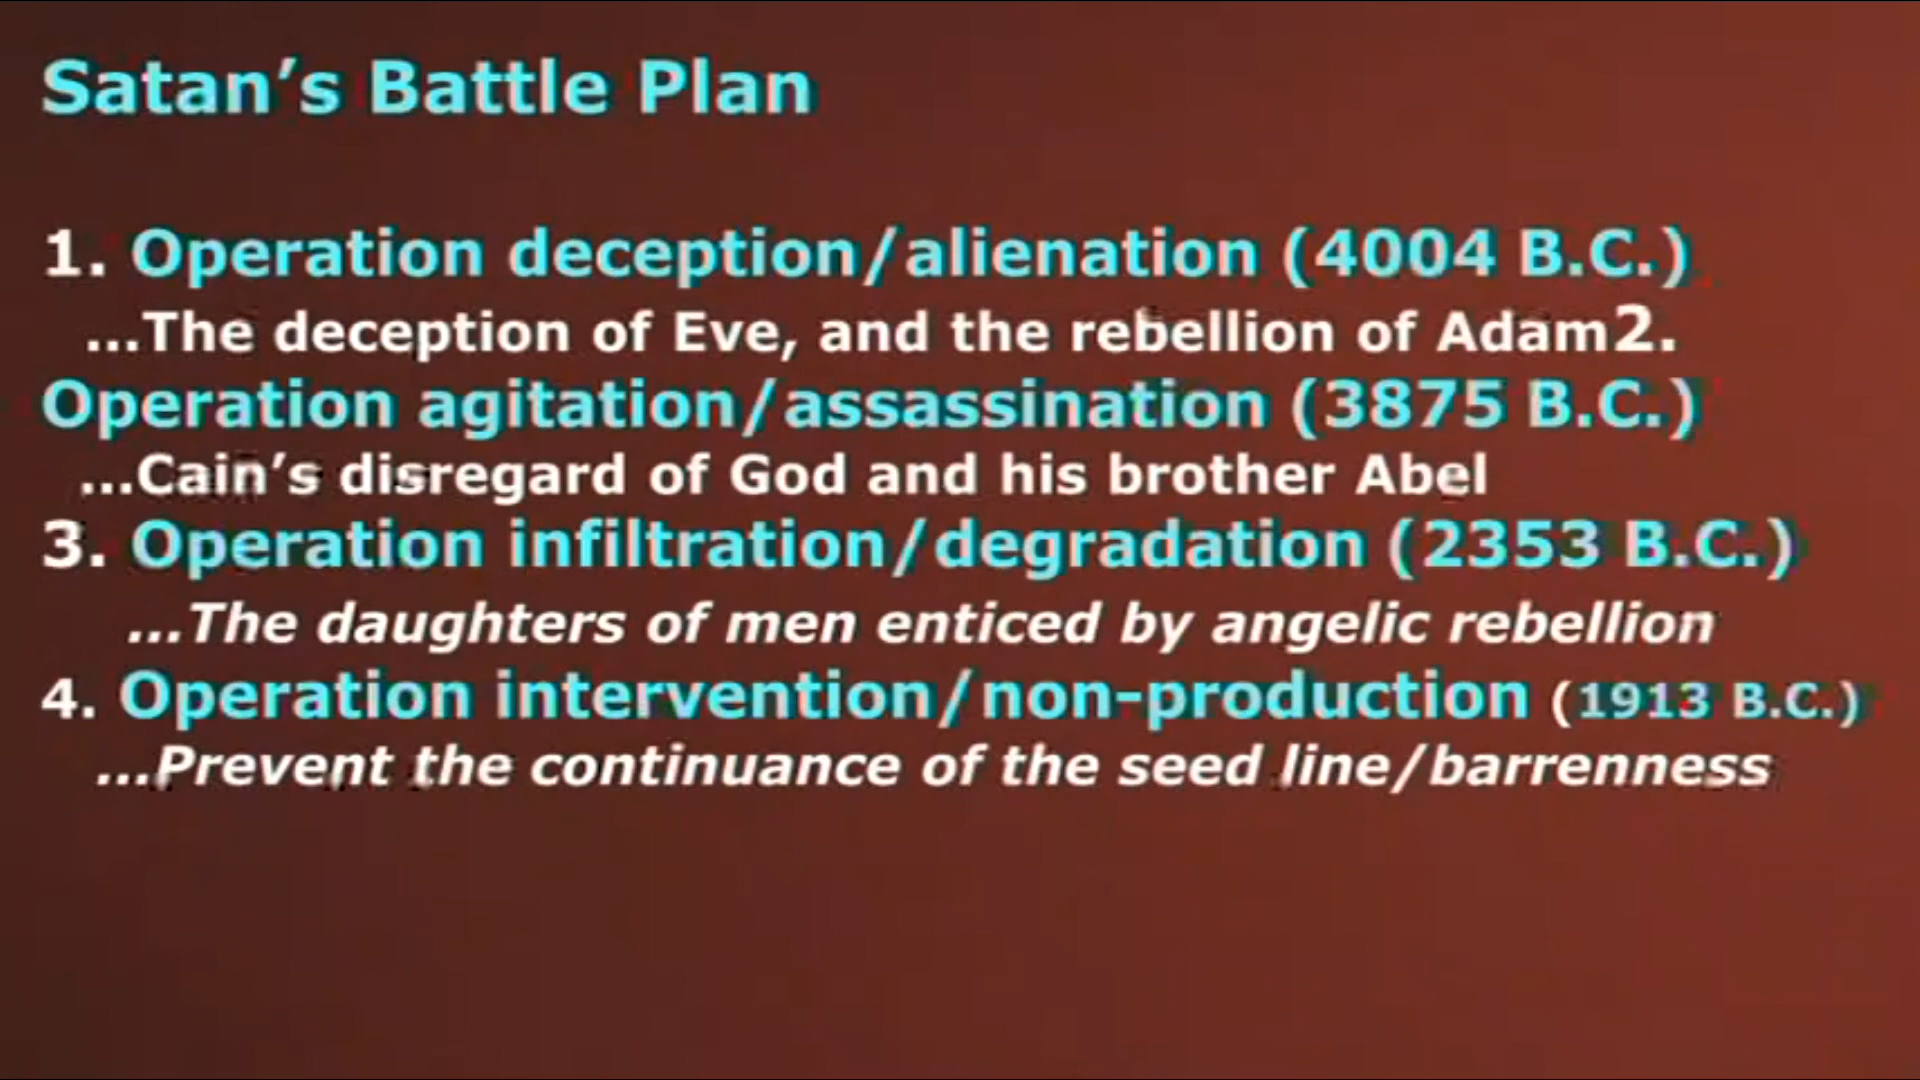 Satan’s Battle Plan
1. Operation deception/alienation (4004 B.C.)
...The deception of Eve, and the rebellion of Adam2.
Operation agitation/assassination (3875 B.C.)
...Cain’s disregard of God and his brother Abel
3. Operation infiltration/degradation (2353 B.C.)
...The daughters of men enticed by angelic rebellion
4. Operation intervention/non-production (1913 B.C.)
...Prevent the continuance of the seed line/barrenness